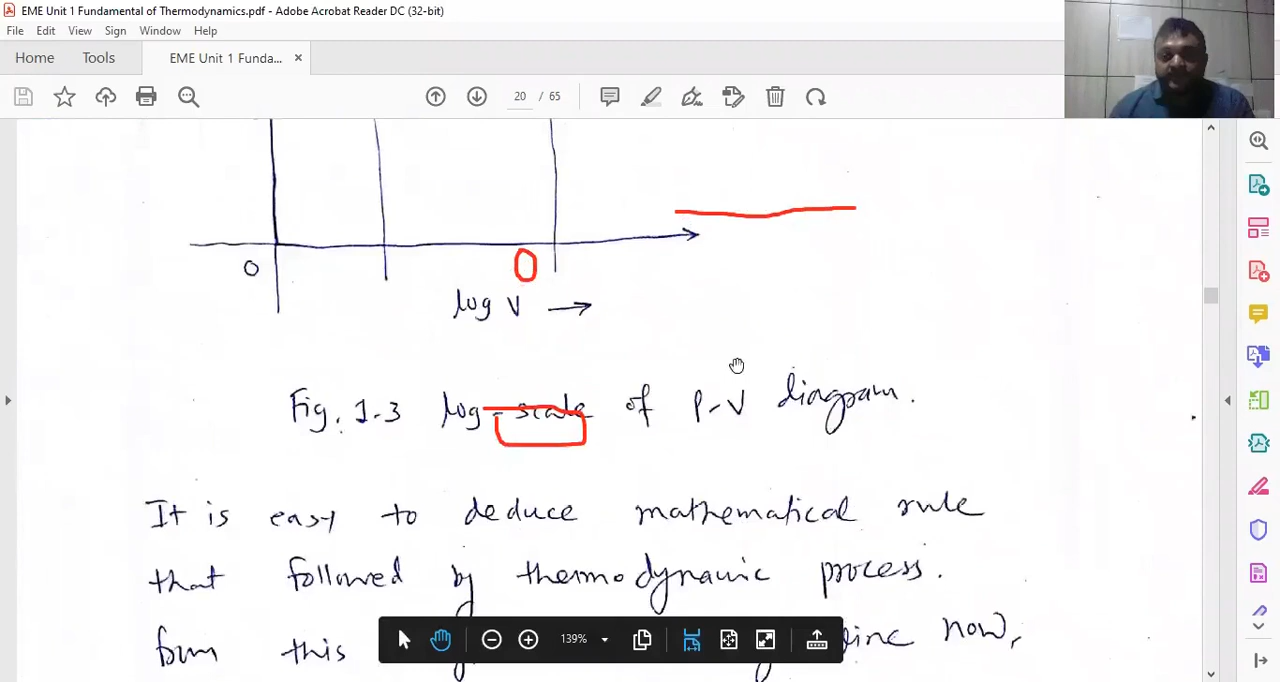 EME Unit 1 Fundamental of Thermodynamics.pdf - Adobe Acrobat Reader DC (32-bit)
File Edit View Sign Window Help
Home Tools EME Unit 1 Funda... ×
20 / 65
0
0
log V →
Fig. 1-3 log-scale of P-V diagram.
It is easy to deduce mathematical rule
that followed by thermodynamic process.
from this now,
139%